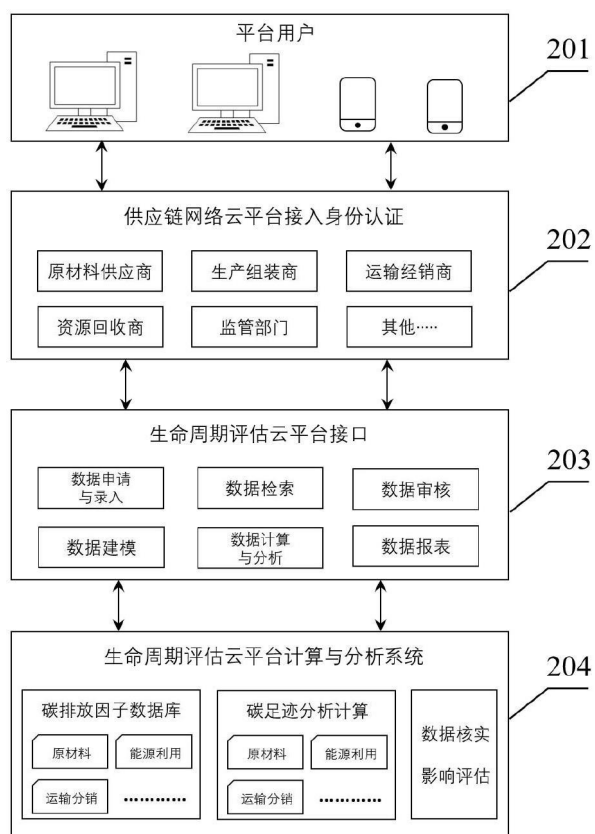 平台用户
201
供应链网络云平台接入身份认证
202
原材料供应商
生产组装商
运输经销商
资源回收商
监管部门
其他·····
生命周期评估云平台接口
203
数据申请
与录入
数据检索
数据审核
数据建模
数据计算
与分析
数据报表
生命周期评估云平台计算与分析系统
204
碳排放因子数据库
原材料
能源利用
运输分销
············
碳足迹分析计算
原材料
能源利用
运输分销
············
数据核实
影响评估